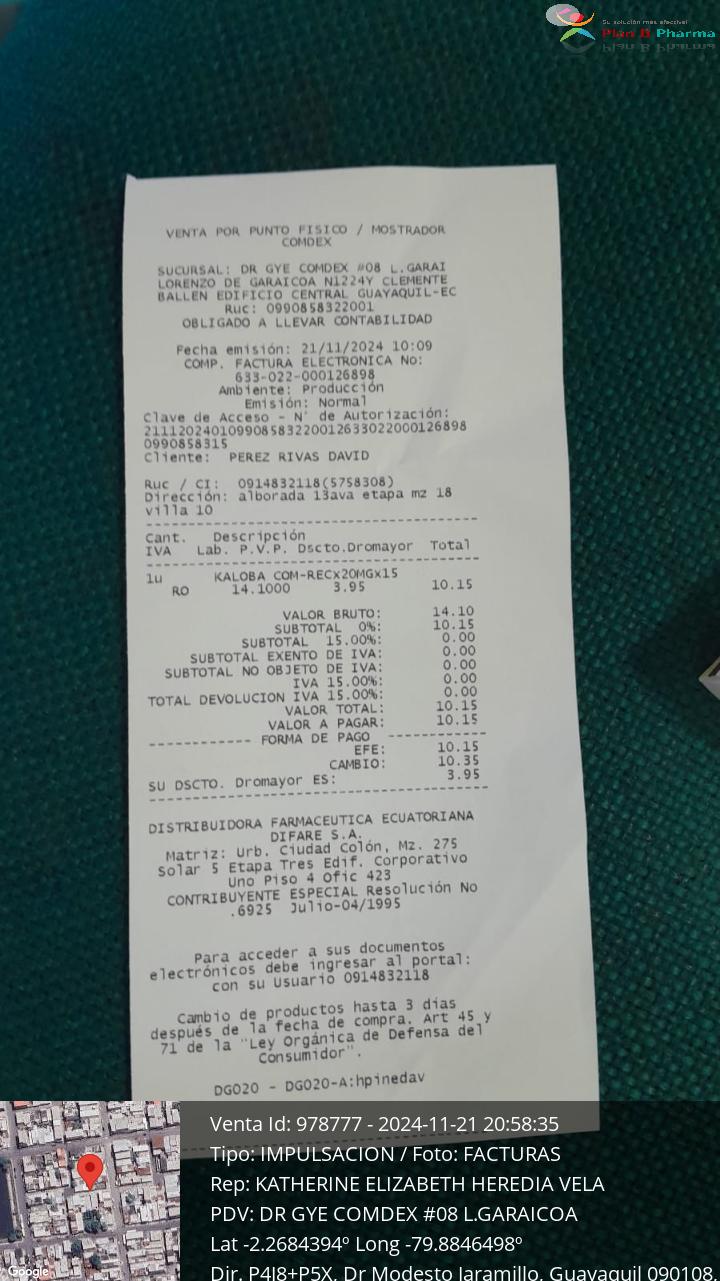 Su solución más efectiva!
Plan B Pharma
VENTA POR PUNTO FISICO / MOSTRADOR
COMDEX
SUCURSAL: DR GYE COMDEX #08 L.GARAI
LORENZO DE GARAICOA N1224Y CLEMENTE
BALLEN EDIFICIO CENTRAL GUAYAQUIL-EC
Ruc: 0990858322001
OBLIGADO A LLEVAR CONTABILIDAD
Fecha emisión: 21/11/2024 10:09
COMP. FACTURA ELECTRONICA No:
633-022-000126898
Ambiente: Producción
Emisión: Normal
Clave de Acceso - N° de Autorización:
211120240109908583220012633022000126898
0990858315
Cliente: PEREZ RIVAS DAVID
Ruc / CI: 0914832118(5758308)
Dirección: alborada 13ava etapa mz 18
villa 10
Cant. Descripción
IVA Lab. P.V.P. Dscto.Dromayor Total
1u KALOBA COM-RECx20MGx15
RO 14.1000 3.95 10.15
VALOR BRUTO: 14.10
SUBTOTAL 0%: 10.15
SUBTOTAL 15.00%: 0.00
SUBTOTAL EXENTO DE IVA: 0.00
SUBTOTAL NO OBJETO DE IVA: 0.00
IVA 15.00%: 0.00
TOTAL DEVOLUCION IVA 15.00%: 0.00
VALOR TOTAL: 10.15
VALOR A PAGAR: 10.15
------------ FORMA DE PAGO ------------
EFE: 10.15
CAMBIO: 10.35
SU DSCTO. Dromayor ES: 3.95
DISTRIBUIDORA FARMACEUTICA ECUATORIANA
DIFARE S.A.
Matriz: Urb. Ciudad Colón, Mz. 275
Solar 5 Etapa Tres Edif. Corporativo
Uno Piso 4 Ofic 423
CONTRIBUYENTE ESPECIAL Resolución No
.6925 Julio-04/1995
Para acceder a sus documentos
electrónicos debe ingresar al portal:
con su Usuario 0914832118
Cambio de productos hasta 3 días
después de la fecha de compra. Art 45 y
71 de la "Ley Orgánica de Defensa del
Consumidor".
DG020 - DG020-A:hpinedav
Venta Id: 978777 - 2024-11-21 20:58:35
Tipo: IMPULSACION / Foto: FACTURAS
Rep: KATHERINE ELIZABETH HEREDIA VELA
PDV: DR GYE COMDEX #08 L.GARAICOA
Lat -2.2684394º Long -79.8846498º
Dir. P4J8+P5X, Dr Modesto Jaramillo, Guayaquil 090108,
Google